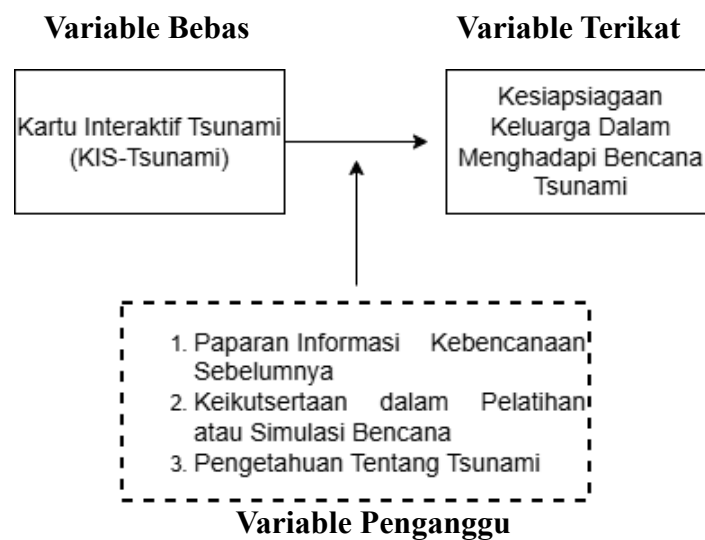 Variable Bebas
Variable Terikat
Kartu Interaktif Tsunami
(KIS-Tsunami)
Kesiapsiagaan
Keluarga Dalam
Menghadapi Bencana
Tsunami
1. Paparan Informasi Kebencanaan
Sebelumnya
2. Keikutsertaan dalam Pelatihan
atau Simulasi Bencana
3. Pengetahuan Tentang Tsunami
Variable Penganggu